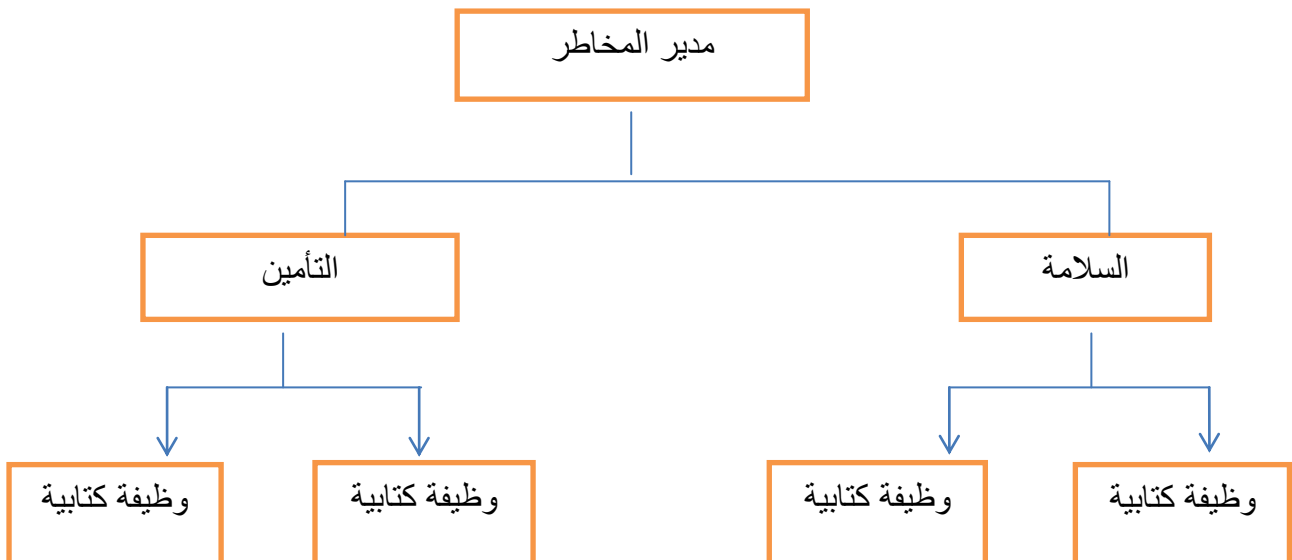 مدير المخاطر
السلامة
التأمين
وظيفة كتابية
وظيفة كتابية
وظيفة كتابية
وظيفة كتابية